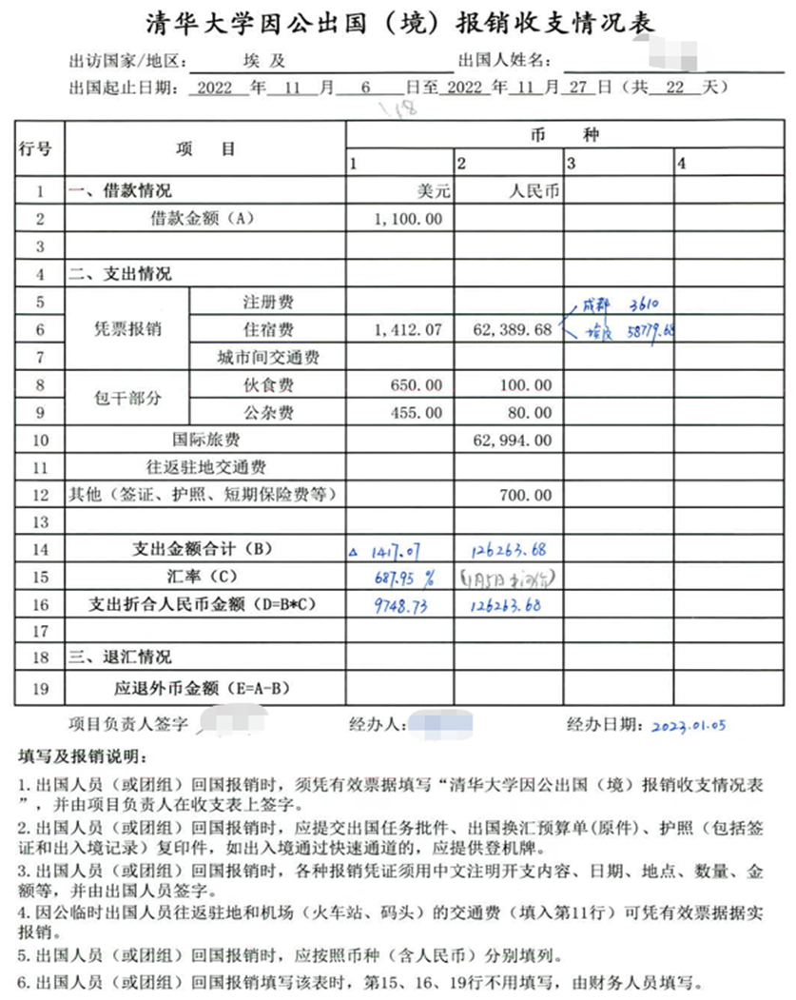 清华大学因公出国（境）报销收支情况表
出访国家/地区： 埃 及 出国人姓名：
出国起止日期： 2022 年 11 月 6 日至 2022 年 11 月 27 日（共 22 天）
118
行号 项 目 币 种
1 2 3 4
1 一、借款情况 美元 人民币
2 借款金额（A） 1,100.00
3
4 二、支出情况
5 凭票报销 注册费 成都 3610
6 住宿费 1,412.07 62,389.68 埃及 58779.68
7 城市间交通费
8 包干部分 伙食费 650.00 100.00
9 公杂费 455.00 80.00
10 国际旅费 62,994.00
11 往返驻地交通费
12 其他（签证、护照、短期保险费等） 700.00
13
14 支出金额合计（B） △ 1417.07 126263.68
15 汇率（C） 687.95 % (1月5日中间价)
16 支出折合人民币金额（D=B*C） 9748.73 126263.68
17
18 三、退汇情况
19 应退外币金额（E=A-B）
项目负责人签字 经办人： 经办日期：2023.01.05
填写及报销说明：
1.出国人员（或团组）回国报销时，须凭有效票据填写“清华大学因公出国（境）报销收支情况表
”，并由项目负责人在收支表上签字。
2.出国人员（或团组）回国报销时，应提交出国任务批件、出国换汇预算单(原件)、护照（包括签
证和出入境记录）复印件，如出入境通过快速通道的，应提供登机牌。
3.出国人员（或团组）回国报销时，各种报销凭证须用中文注明开支内容、日期、地点、数量、金
额等，并由出国人员签字。
4.因公临时出国人员往返驻地和机场（火车站、码头）的交通费（填入第11行）可凭有效票据据实
报销。
5.出国人员（或团组）回国报销时，应按照币种（含人民币）分别填列。
6.出国人员（或团组）回国报销填写该表时，第15、16、19行不用填写，由财务人员填写。